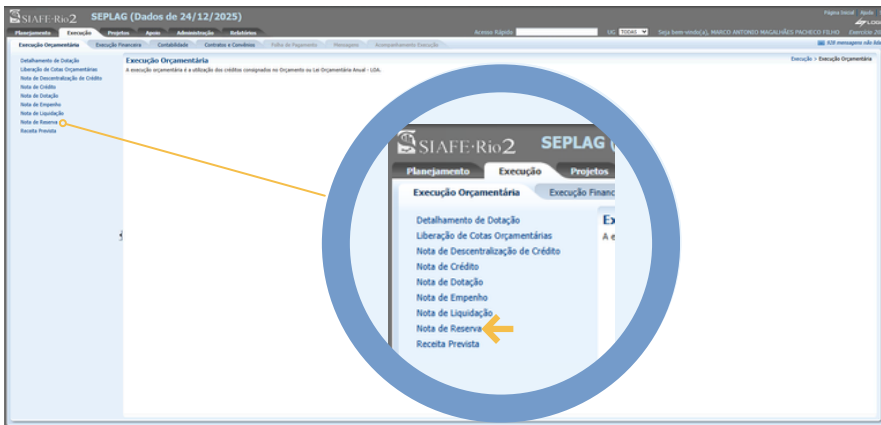 SIAFE-Rio2 SEPLAG (Dados de 24/12/2025)
Página Inicial Ajuda
Planejamento Execução Projetos Apoio Administração Relatórios
Acesso Rápido UG TODAS Seja bem-vindo(a), MARCO ANTONIO MAGALHÃES PACHECO FILHO Exercício 20
Execução Orçamentária Execução Financeira Contabilidade Contratos e Convênios Folha de Pagamento Mensagens Acompanhamento Execução
mensagens não
Execução > Execução Orçamentária
Execução Orçamentária
A execução orçamentária é a utilização dos créditos consignados no Orçamento ou Lei Orçamentária Anual - LOA.
Detalhamento de Dotação
Liberação de Cotas Orçamentárias
Nota de Descentralização de Crédito
Nota de Crédito
Nota de Dotação
Nota de Empenho
Nota de Liquidação
Nota de Reserva
Receita Prevista
SIAFE-Rio2 SEPLAG (
Planejamento Execução Projetos
Execução Orçamentária Execução Financ
Detalhamento de Dotação
Liberação de Cotas Orçamentárias
Nota de Descentralização de Crédito
Nota de Crédito
Nota de Dotação
Nota de Empenho
Nota de Liquidação
Nota de Reserva
Receita Prevista
Ex
A e